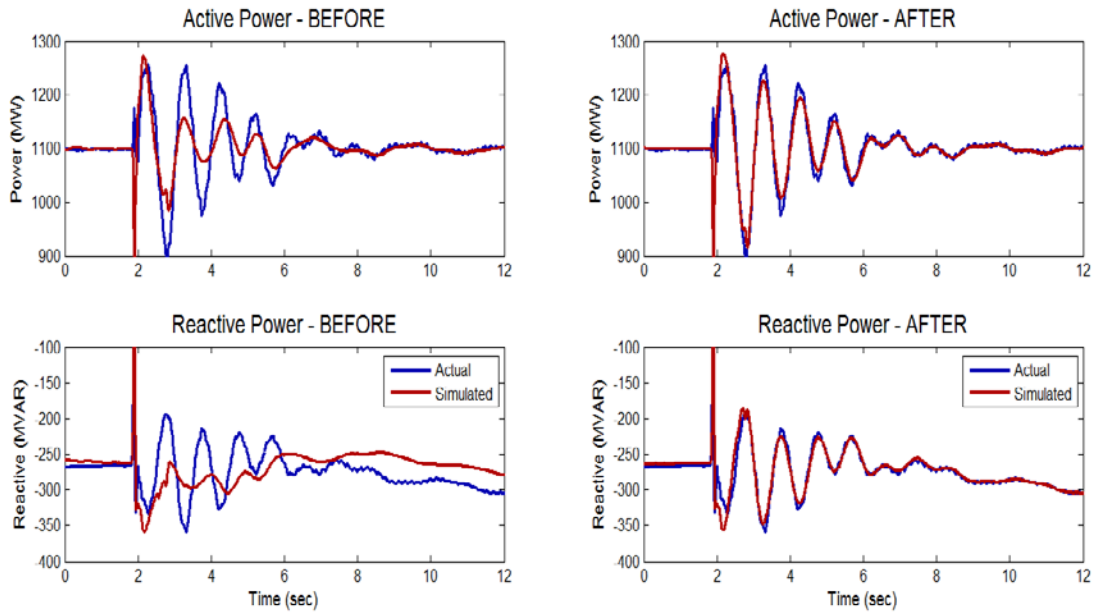 Active Power - BEFORE
Power (MW)
1300
1200
1100
1000
900
0 2 4 6 8 10 12
Active Power - AFTER
Power (MW)
1300
1200
1100
1000
900
0 2 4 6 8 10 12
Reactive Power - BEFORE
Reactive (MVAR)
-100
-150
-200
-250
-300
-350
-400
0 2 4 6 8 10 12
Time (sec)
Actual
Simulated
Reactive Power - AFTER
Reactive (MVAR)
-100
-150
-200
-250
-300
-350
-400
0 2 4 6 8 10 12
Time (sec)
Actual
Simulated